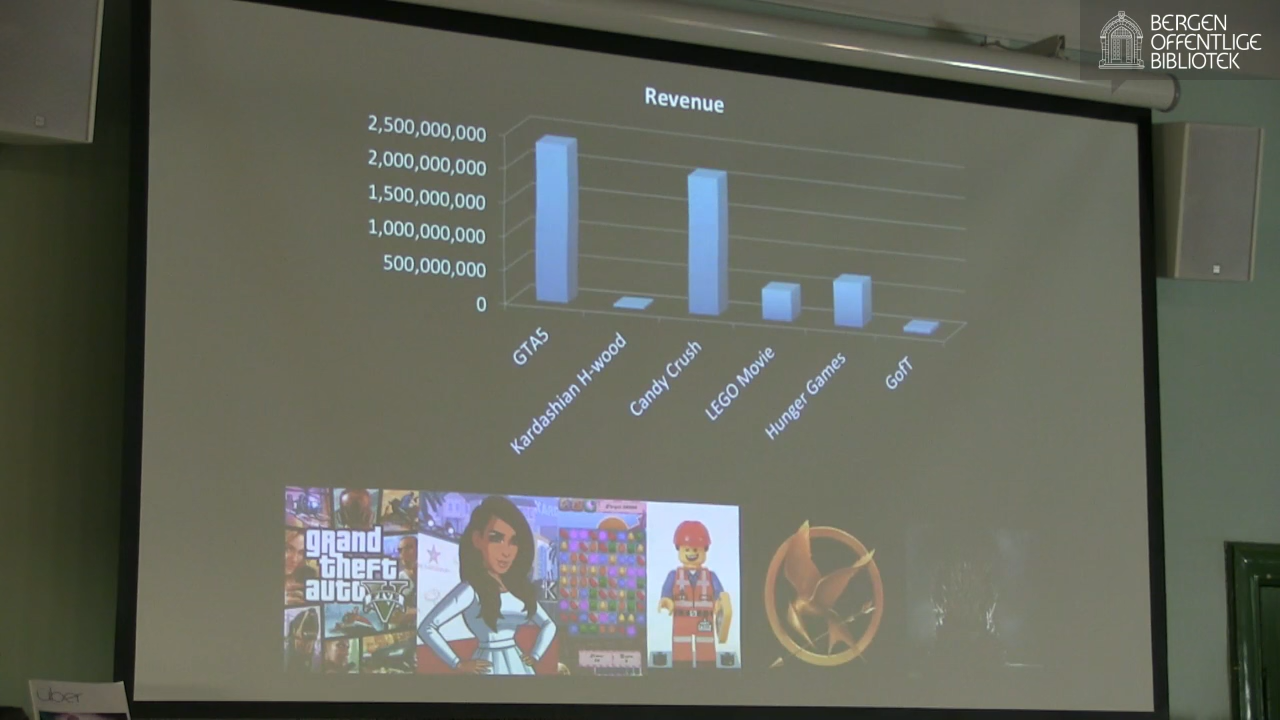 BERGEN
OFFENTLIGE
BIBLIOTEK
Revenue
2,500,000,000
2,000,000,000
1,500,000,000
1,000,000,000
500,000,000
0
GTA5
Kardashian H-wood
Candy Crush
LEGO Movie
Hunger Games
GofT
grand
theft
auto
V
uber